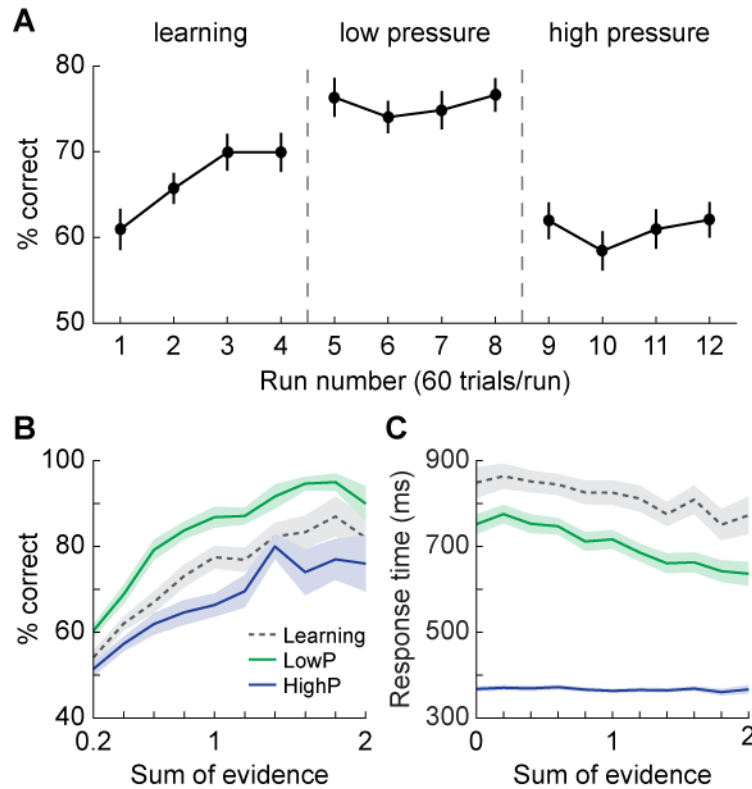 A
learning low pressure high pressure
80
70
60
50
% correct
1 2 3 4 5 6 7 8 9 10 11 12
Run number (60 trials/run)
B
100
80
60
40
% correct
Learning
LowP
HighP
0.2 1 2
Sum of evidence
C
900
700
500
300
Response time (ms)
0 1 2
Sum of evidence